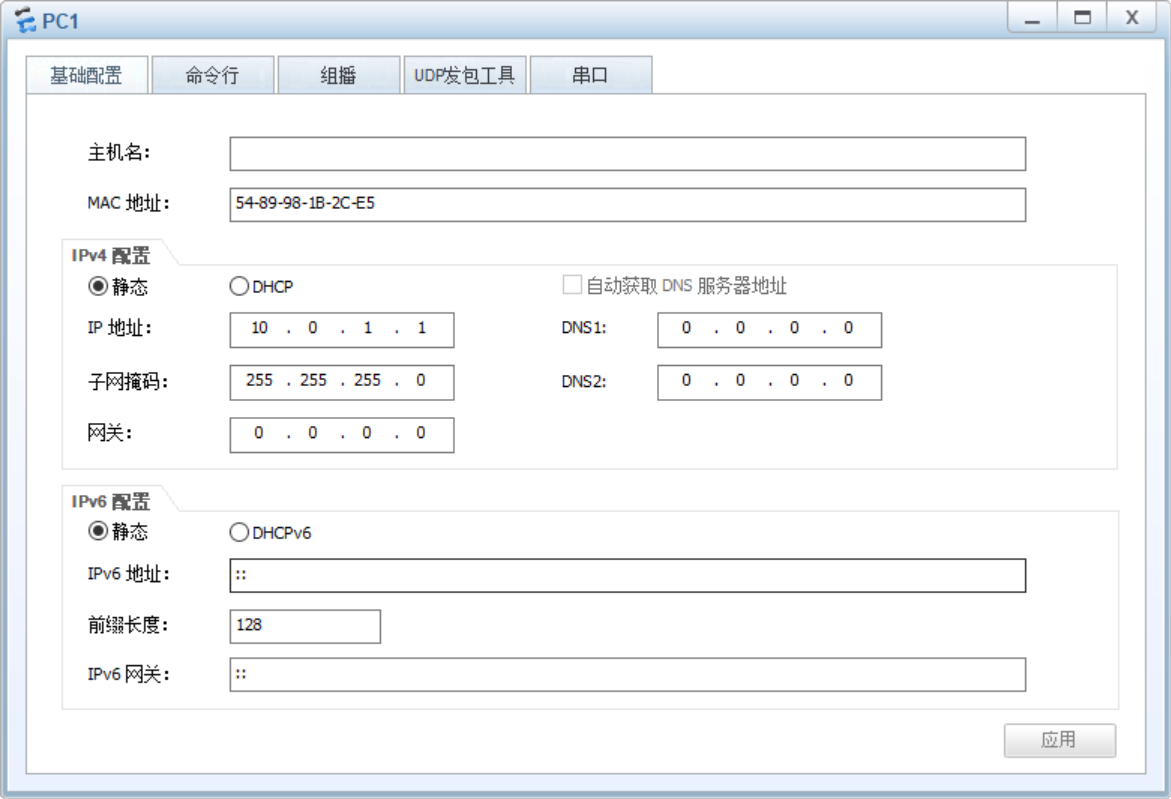 PC1
基础配置 命令行 组播 UDP发包工具 串口
主机名:
MAC 地址: 54-89-98-1B-2C-E5
IPv4 配置
静态 DHCP 自动获取 DNS 服务器地址
IP 地址: 10 . 0 . 1 . 1 DNS1: 0 . 0 . 0 . 0
子网掩码: 255 . 255 . 255 . 0 DNS2: 0 . 0 . 0 . 0
网关: 0 . 0 . 0 . 0
IPv6 配置
静态 DHCPv6
IPv6 地址: ::
前缀长度: 128
IPv6 网关: ::
应用